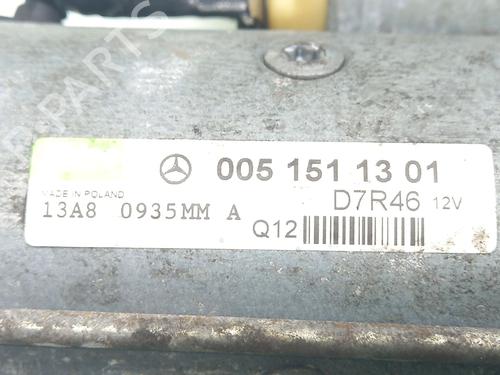 005 151 13 01
MADE IN POLAND
D7R46 12V
13A8 0935MM A
Q12